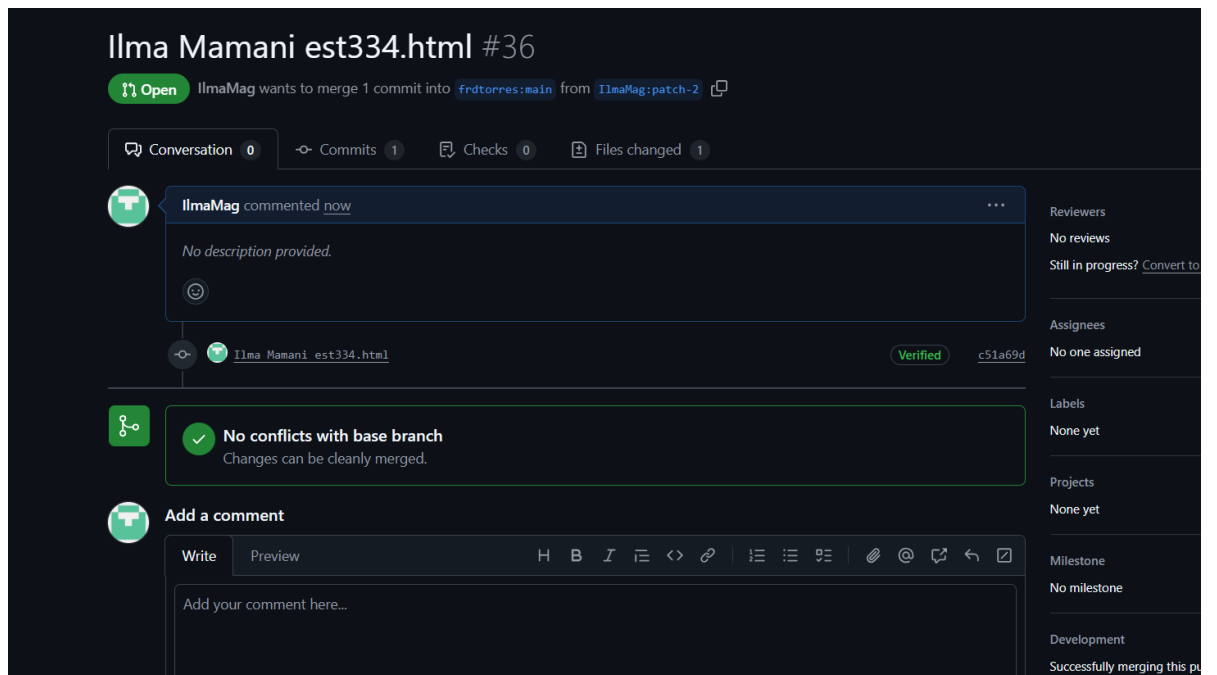 Ilma Mamani est334.html #36
Open IlmaMag wants to merge 1 commit into frdtorres:main from IlmaMag:patch-2
Conversation 0 Commits 1 Checks 0 Files changed 1
IlmaMag commented now
No description provided.
Ilma Mamani est334.html Verified c51a69d
No conflicts with base branch
Changes can be cleanly merged.
Add a comment
Write Preview
Add your comment here...
Reviewers
No reviews
Still in progress? Convert to
Assignees
No one assigned
Labels
None yet
Projects
None yet
Milestone
No milestone
Development
Successfully merging this pu